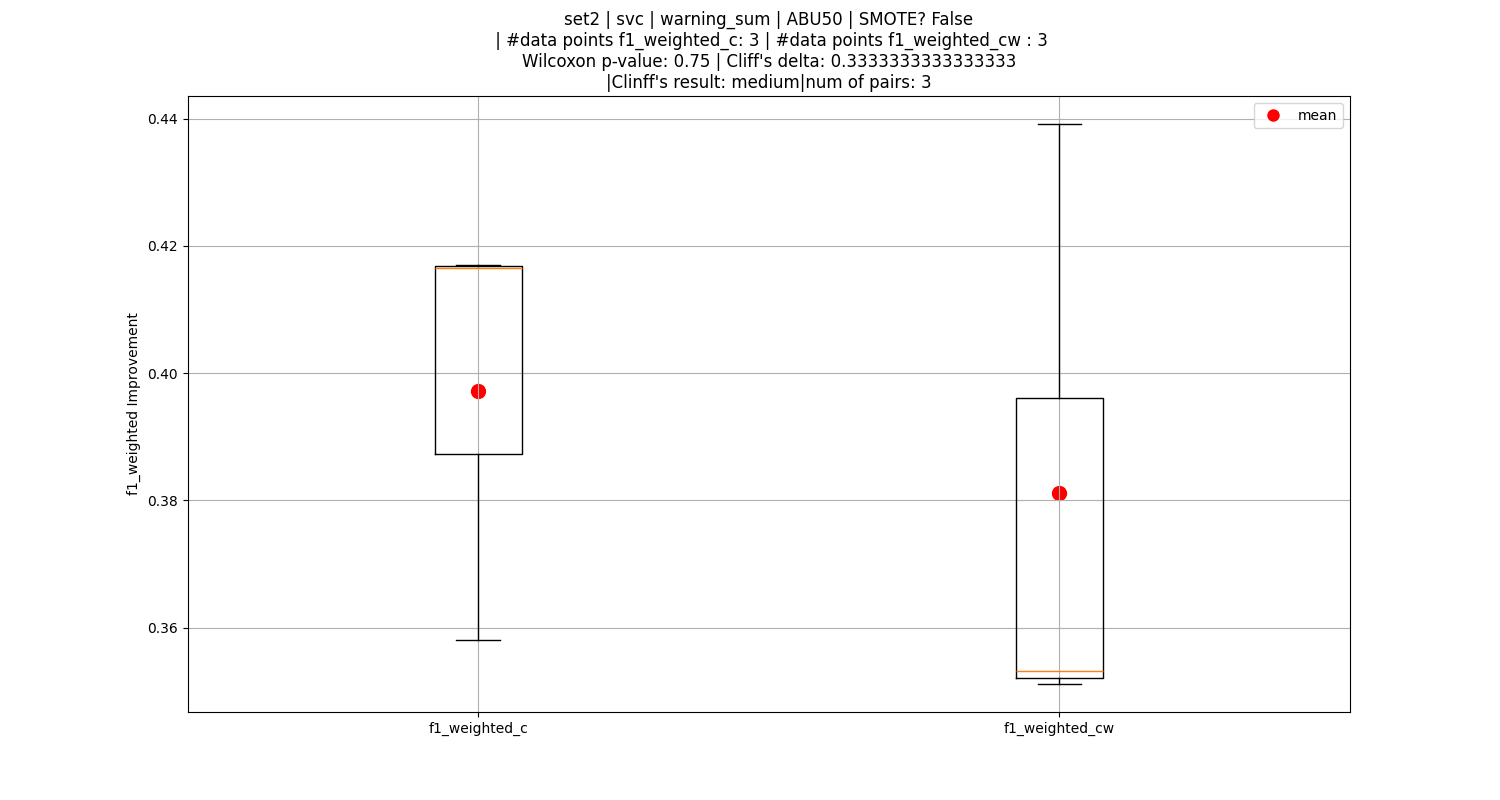 set2 | svc | warning_sum | ABU50 | SMOTE? False
| #data points f1_weighted_c: 3 | #data points f1_weighted_cw : 3
Wilcoxon p-value: 0.75 | Cliff's delta: 0.3333333333333333
|Clinff's result: medium|num of pairs: 3
mean
0.44
0.42
0.40
0.38
0.36
f1_weighted Improvement
f1_weighted_c
f1_weighted_cw